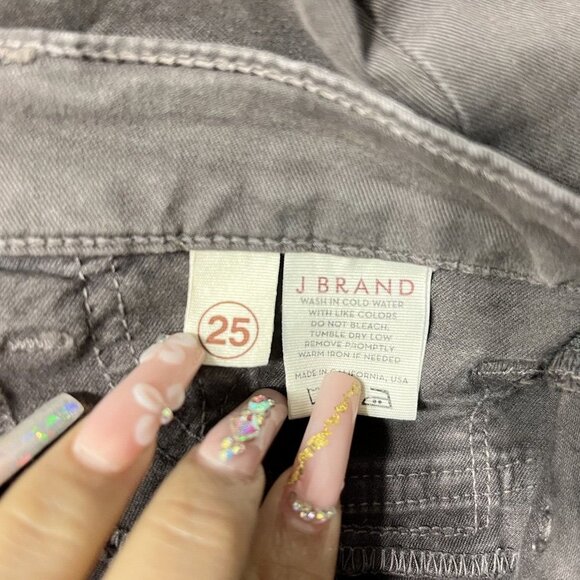 25
J BRAND
WASH IN COLD WATER
WITH LIKE COLORS
DO NOT BLEACH.
TUMBLE DRY LOW
REMOVE PROMPTLY
WARM IRON IF NEEDED
MADE IN CALIFORNIA, USA